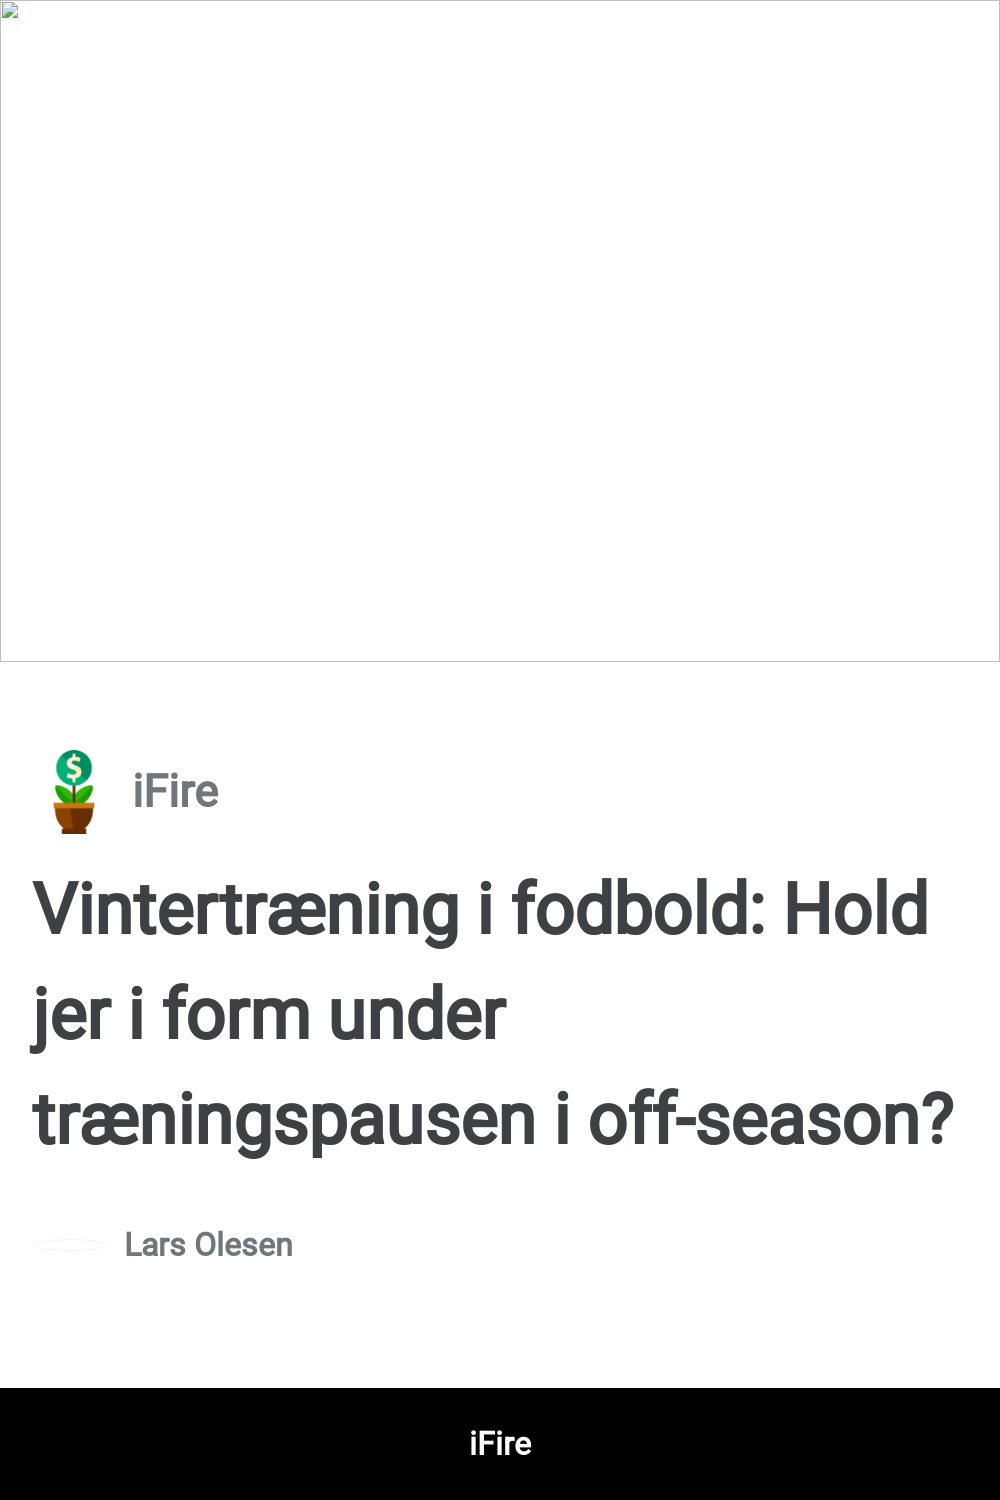 iFire
Vintertræning i fodbold: Hold
jer i form under
træningspausen i off-season?
Lars Olesen
iFire